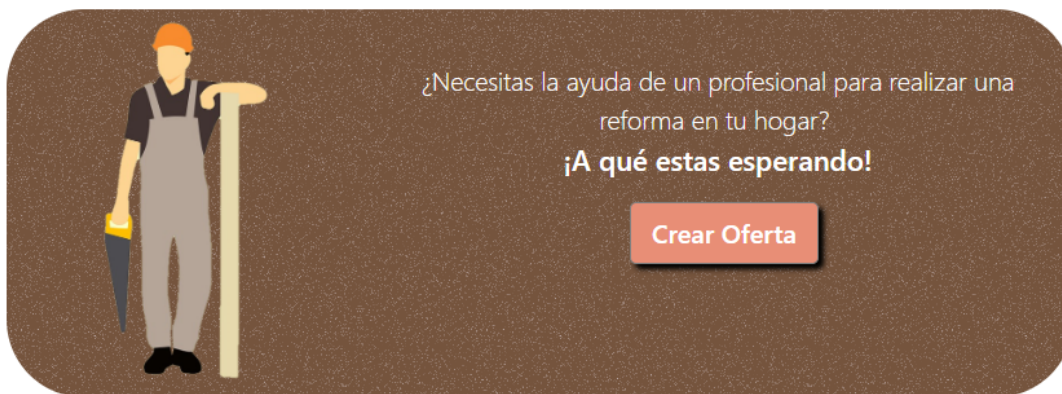 ¿Necesitas la ayuda de un profesional para realizar una
reforma en tu hogar?
¡A qué estas esperando!
Crear Oferta